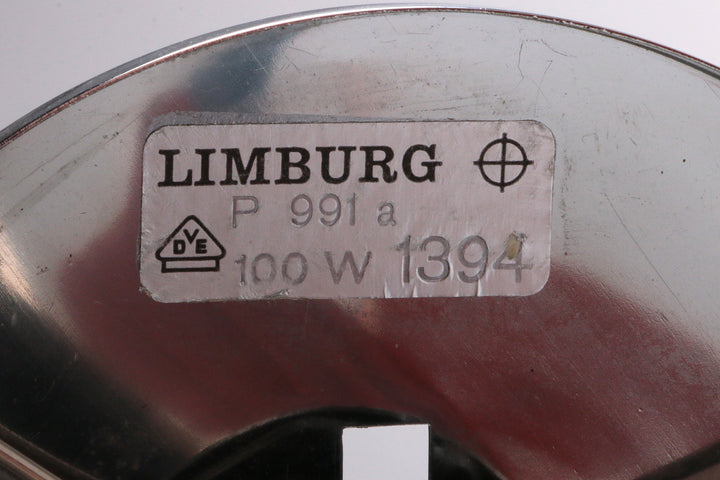 LIMBURG
P 991 a
DVE
100 W 1394